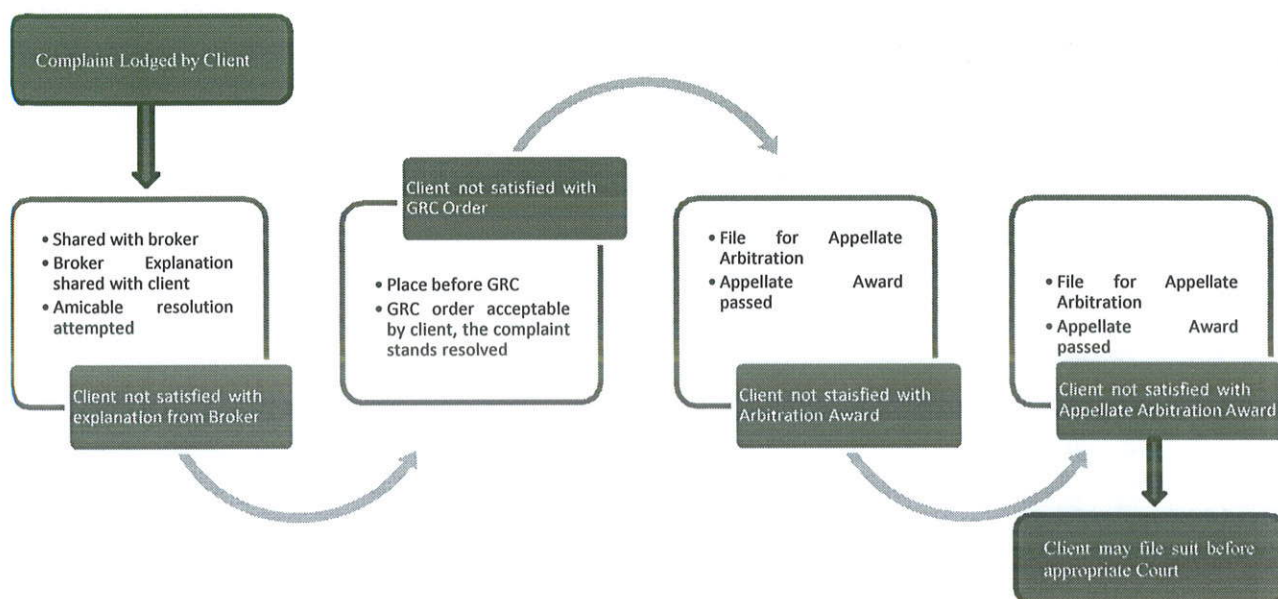 Complaint Lodged by Client
• Shared with broker
• Broker Explanation
shared with client
• Amicable resolution
attempted
Client not satisfied with
explanation from Broker
Client not satisfied with
GRC Order
• Place before GRC
• GRC order acceptable
by client, the complaint
stands resolved
• File for Appellate
Arbitration
• Appellate Award
passed
Client not staisfied with
Arbitration Award
• File for Appellate
Arbitration
• Appellate Award
passed
Client not satisfied with
Appellate Arbitration Award
Client may file suit before
appropriate Court